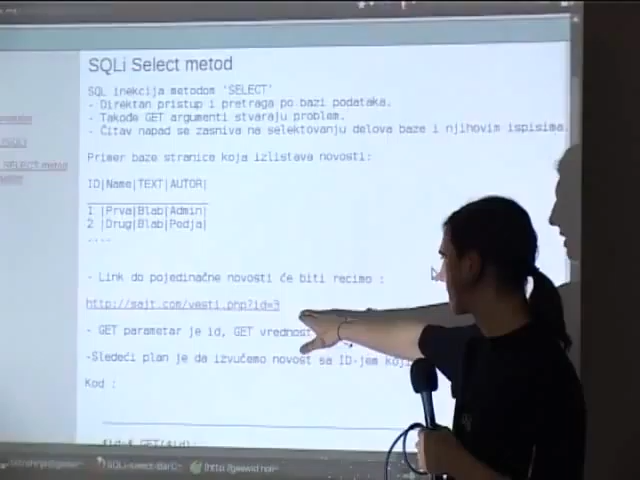 SQLi Select metod
SQL inekcija metodom 'SELECT'
- Direktan pristup i pretraga po bazi podataka.
- Takođe GET argumenti stvaraju problem.
- Čitav napad se zasniva na selektovanju delova baze i njihovim ispisima.
Primer baze stranice koja izlistava novosti:
ID|Name|TEXT|AUTOR|
1 |Prva|Blab|Admin|
2 |Drug|Blab|Pedja|
----
- Link do pojedinačne novosti će biti recimo :
http://sajt.com/vesti.php?id=3
- GET parametar je id, GET vrednost
-Sledeći plan je da izvučemo novost sa ID-jem koji
Kod :